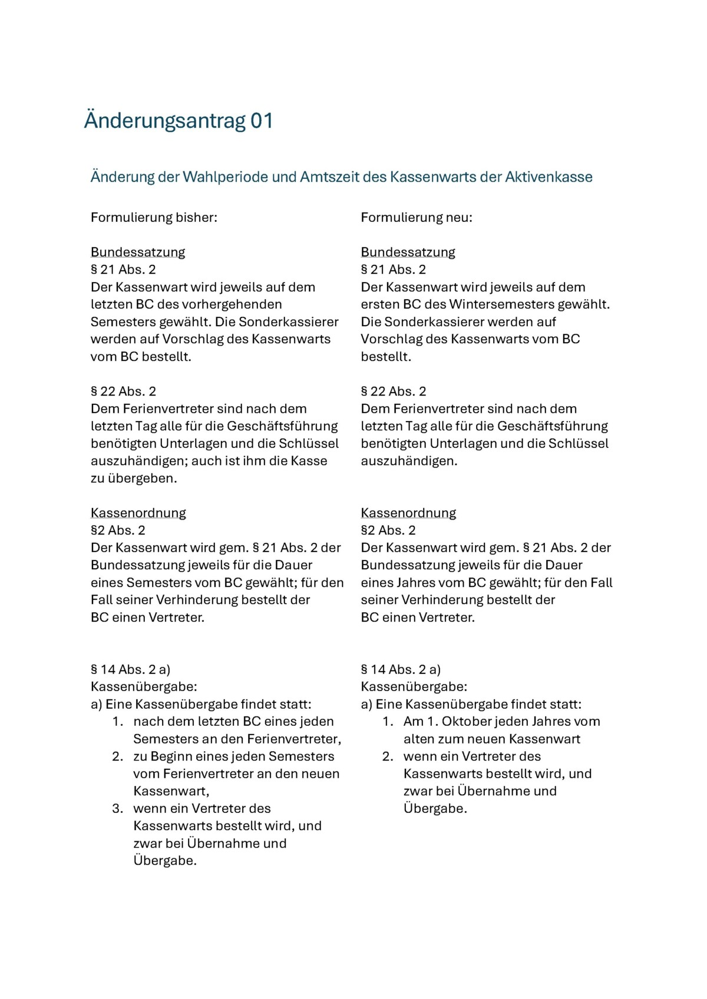 Änderungsantrag 01
Änderung der Wahlperiode und Amtszeit des Kassenwarts der Aktivenkasse
Formulierung bisher:
Bundessatzung
§ 21 Abs. 2
Der Kassenwart wird jeweils auf dem
letzten BC des vorhergehenden
Semesters gewählt. Die Sonderkassierer
werden auf Vorschlag des Kassenwarts
vom BC bestellt.
§ 22 Abs. 2
Dem Ferienvertreter sind nach dem
letzten Tag alle für die Geschäftsführung
benötigten Unterlagen und die Schlüssel
auszuhändigen; auch ist ihm die Kasse
zu übergeben.
Kassenordnung
§2 Abs. 2
Der Kassenwart wird gem. § 21 Abs. 2 der
Bundessatzung jeweils für die Dauer
eines Semesters vom BC gewählt; für den
Fall seiner Verhinderung bestellt der
BC einen Vertreter.
§ 14 Abs. 2 a)
Kassenübergabe:
a) Eine Kassenübergabe findet statt:
1. nach dem letzten BC eines jeden
Semesters an den Ferienvertreter,
2. zu Beginn eines jeden Semesters
vom Ferienvertreter an den neuen
Kassenwart,
3. wenn ein Vertreter des
Kassenwarts bestellt wird, und
zwar bei Übernahme und
Übergabe.
Formulierung neu:
Bundessatzung
§ 21 Abs. 2
Der Kassenwart wird jeweils auf dem
ersten BC des Wintersemesters gewählt.
Die Sonderkassierer werden auf
Vorschlag des Kassenwarts vom BC
bestellt.
§ 22 Abs. 2
Dem Ferienvertreter sind nach dem
letzten Tag alle für die Geschäftsführung
benötigten Unterlagen und die Schlüssel
auszuhändigen.
Kassenordnung
§2 Abs. 2
Der Kassenwart wird gem. § 21 Abs. 2 der
Bundessatzung jeweils für die Dauer
eines Jahres vom BC gewählt; für den Fall
seiner Verhinderung bestellt der
BC einen Vertreter.
§ 14 Abs. 2 a)
Kassenübergabe:
a) Eine Kassenübergabe findet statt:
1. Am 1. Oktober jeden Jahres vom
alten zum neuen Kassenwart
2. wenn ein Vertreter des
Kassenwarts bestellt wird, und
zwar bei Übernahme und
Übergabe.